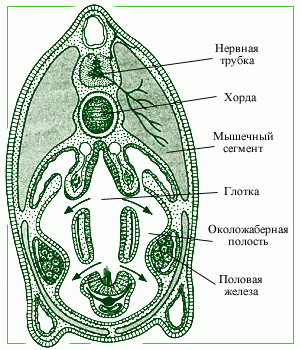 Нервная
трубка
Хорда
Мышечный
сегмент
Глотка
Околожаберная
полость
Половая
железа